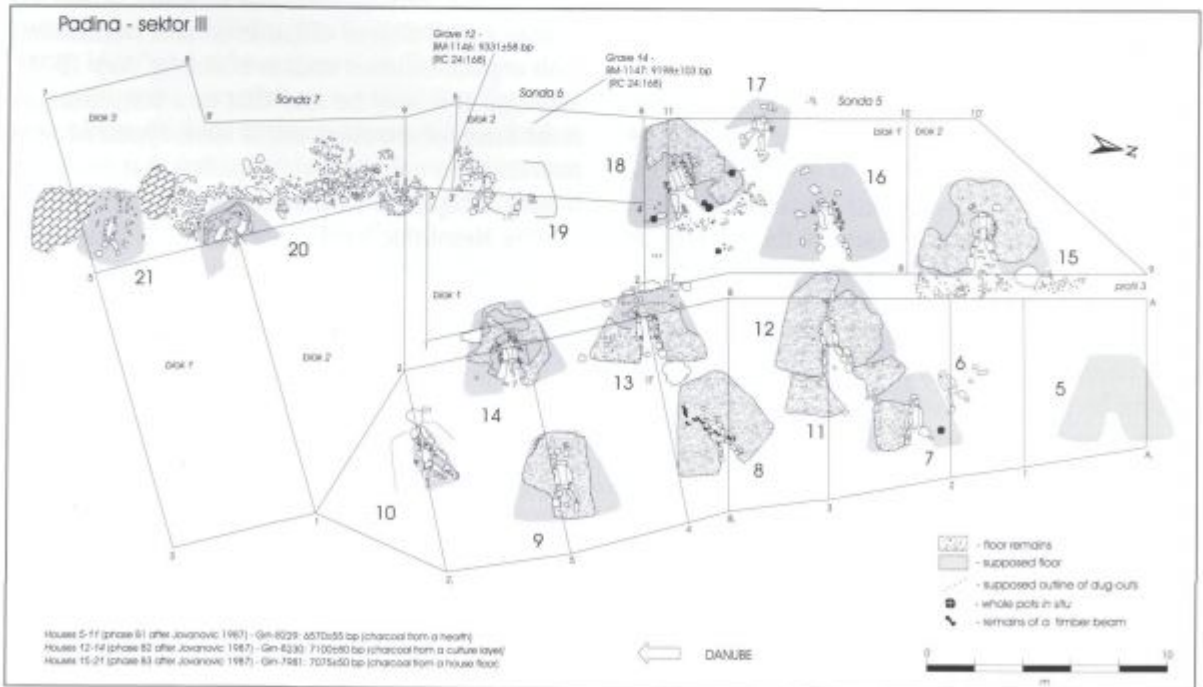 Padina - sektor III
Grave 12 -
BM-1146: 9331±58 bp
(RC 24:168)
Grave 14 -
BM-1147: 9198±103 bp
(RC 24:168)
Sonda 7
Sonda 6
Sonda 5
blok 3
blok 2
blok 1
blok 2
17
18
16
19
15
20
21
profil 3
blok 1
blok 1
blok 2
12
13
14
6
5
11
7
8
10
9
- floor remains
- supposed floor
- supposed outline of dug-outs
- whole pots in situ
- remains of a timber beam
Houses 5-11 (phase B1 after Jovanovic 1987) - Grn-8229: 6570±55 bp (charcoal from a hearth)
Houses 12-14 (phase B2 after Jovanovic 1987) - Grn-8230: 7100±80 bp (charcoal from a culture layer)
Houses 15-21 (phase B3 after Jovanovic 1987) - Grn-7981: 7075±50 bp (charcoal from a house floor)
DANUBE
N
0
10
m